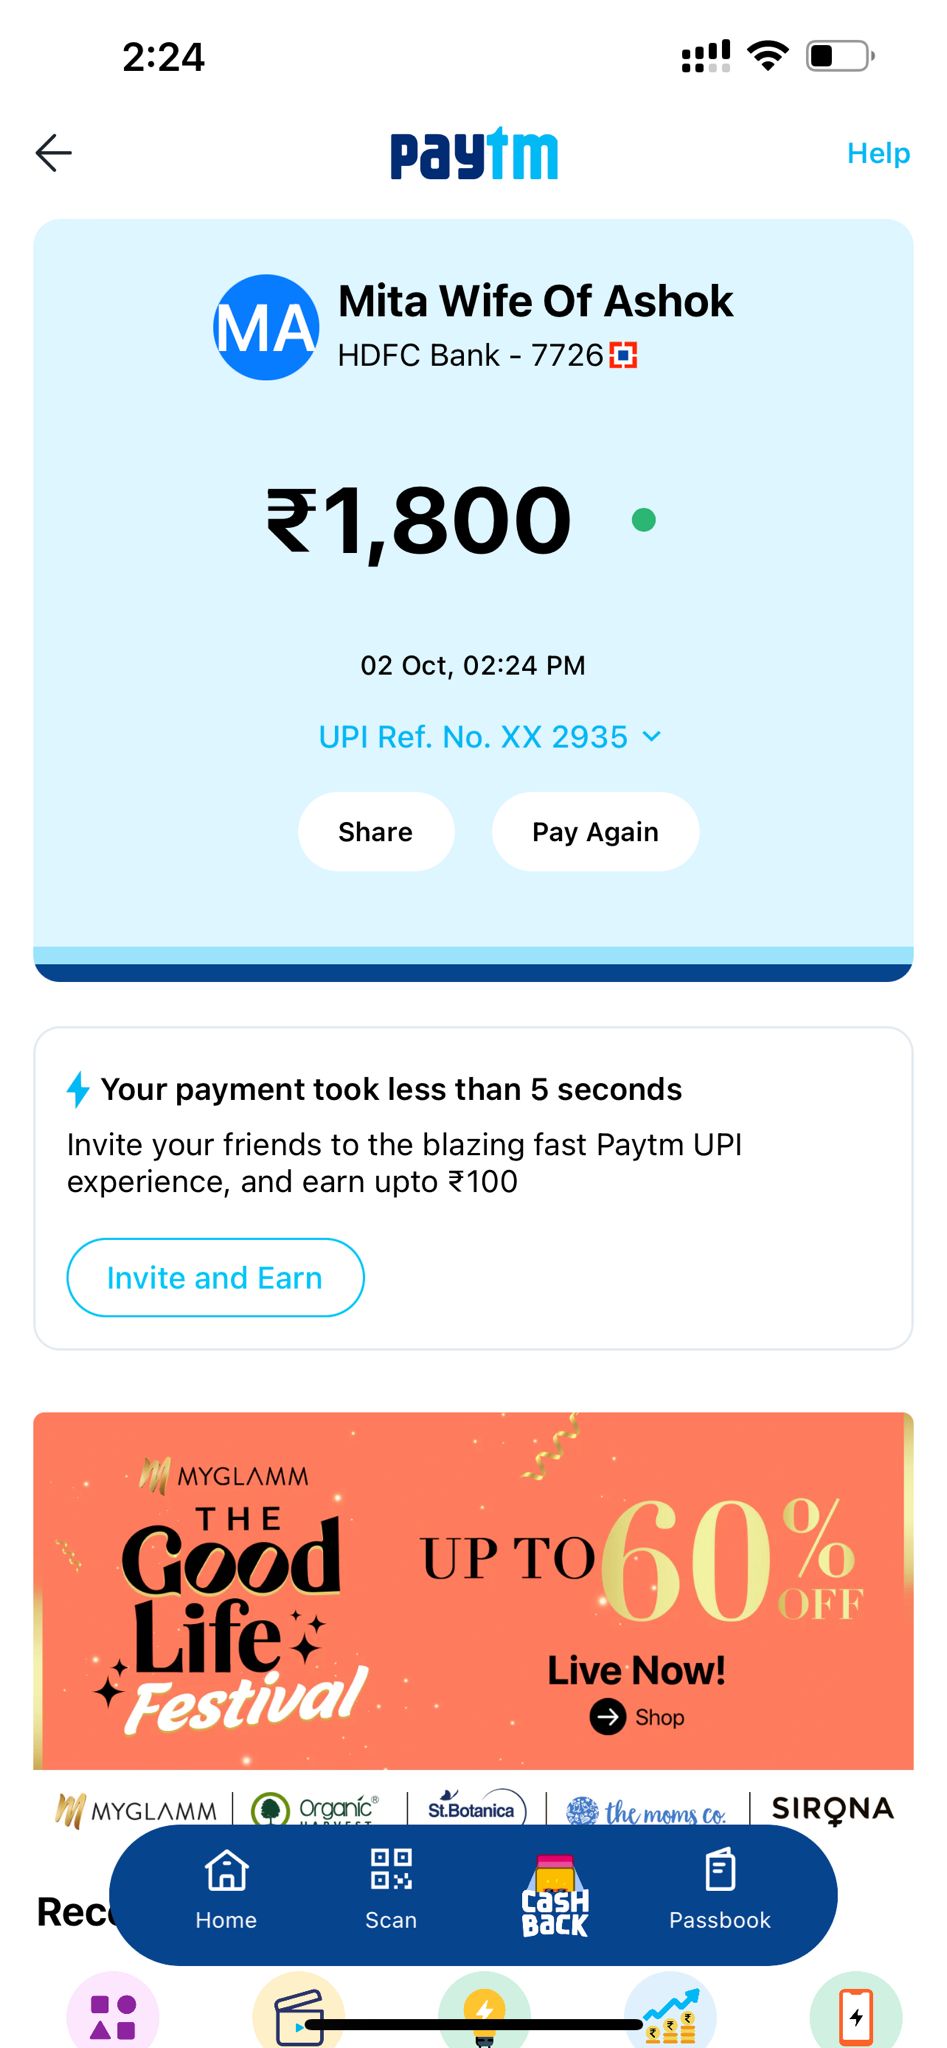 2:24
paytm
Help
MA
Mita Wife Of Ashok
HDFC Bank - 7726
₹1,800
02 Oct, 02:24 PM
UPI Ref. No. XX 2935
Share
Pay Again
Your payment took less than 5 seconds
Invite your friends to the blazing fast Paytm UPI
experience, and earn upto ₹100
Invite and Earn
MYGLAMM
THE
Good
Life
Festival
UP TO 60% OFF
Live Now!
Shop
MYGLAMM
Organic®
HARVEST
St.Botanica
the moms co.
SIRONA
Home
Scan
CASH
BACK
Passbook